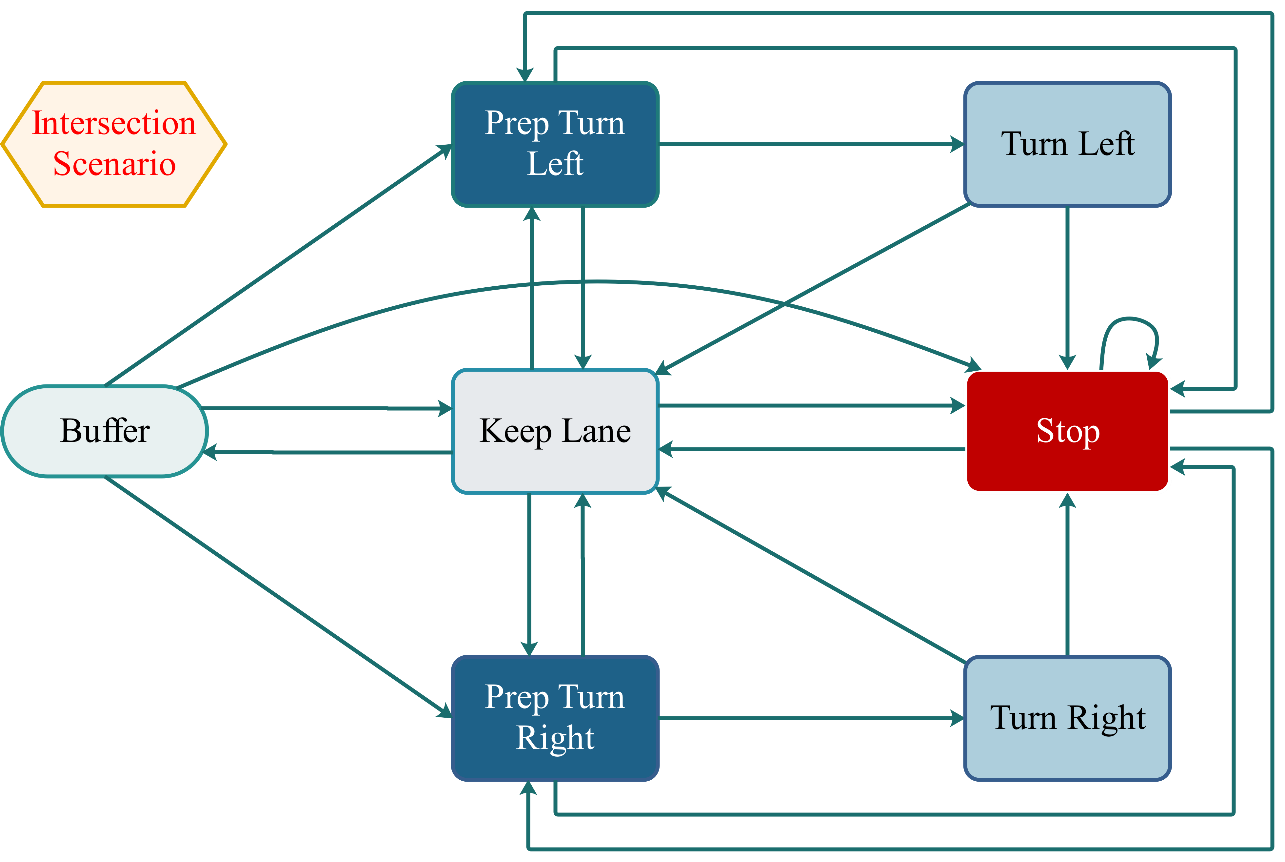 Intersection
Scenario
Prep Turn
Left
Turn Left
Buffer
Keep Lane
Stop
Prep Turn
Right
Turn Right